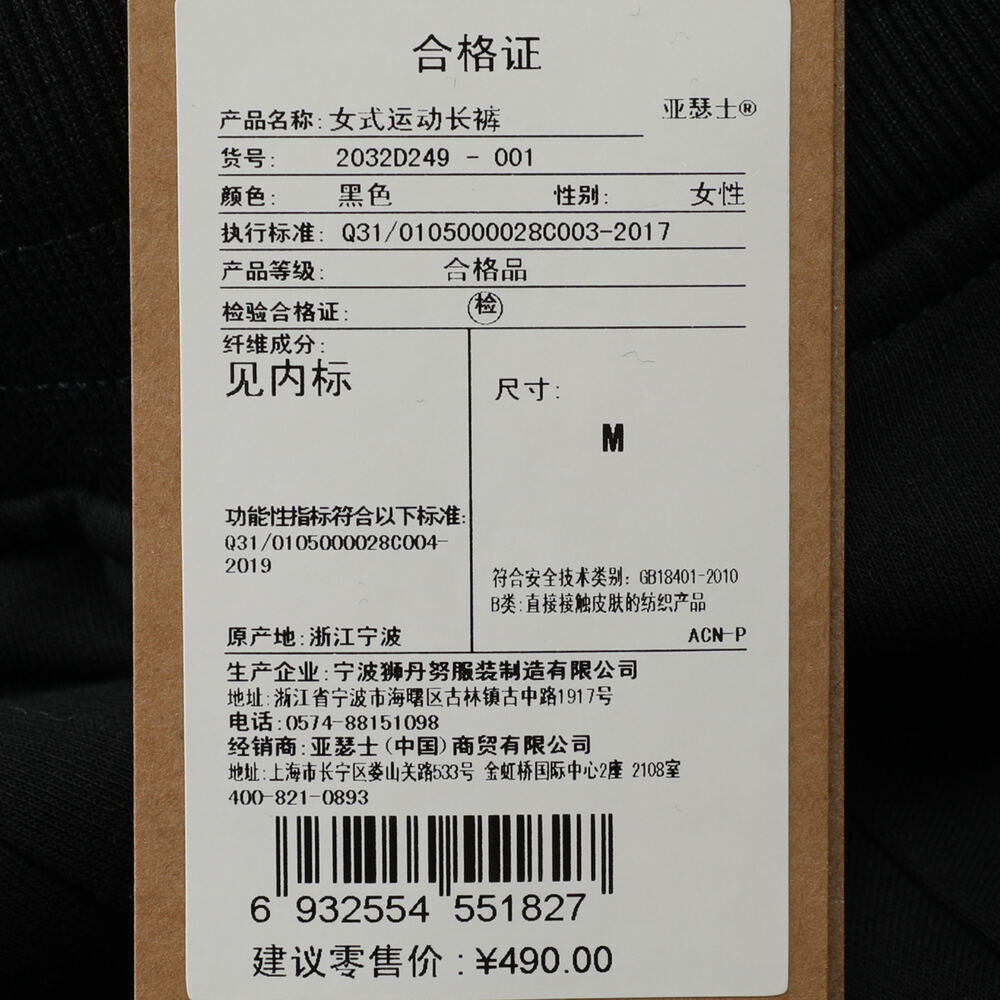 合格证
产品名称: 女式运动长裤 亚瑟士®
货号: 2032D249 - 001
颜色: 黑色 性别: 女性
执行标准: Q31/0105000028C003-2017
产品等级: 合格品
检验合格证: 检
纤维成分:
见内标
尺寸:
M
功能性指标符合以下标准:
Q31/0105000028C004-
2019
符合安全技术类别: GB18401-2010
B类:直接接触皮肤的纺织产品
原产地:浙江宁波
ACN-P
生产企业:宁波狮丹努服装制造有限公司
地址:浙江省宁波市海曙区古林镇古中路1917号
电话:0574-88151098
经销商:亚瑟士(中国)商贸有限公司
地址:上海市长宁区娄山关路533号 金虹桥国际中心2座 2108室
400-821-0893
6 932554 551827
建议零售价:¥490.00